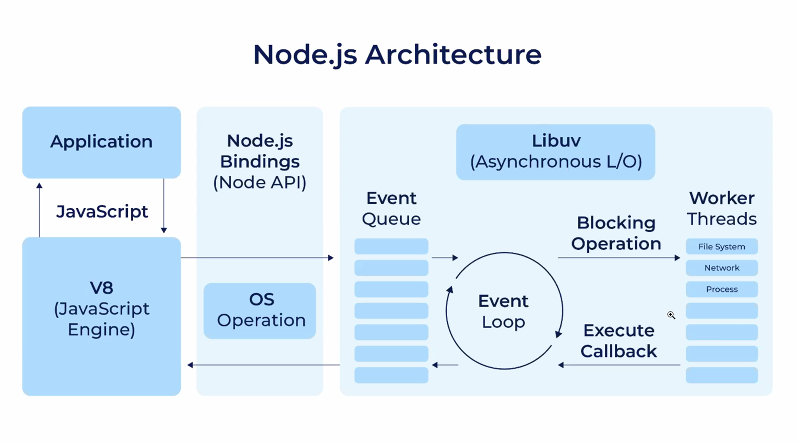 Node.js Architecture
Application
JavaScript
V8
(JavaScript
Engine)
Node.js
Bindings
(Node API)
OS
Operation
Libuv
(Asynchronous L/O)
Event
Queue
Event
Loop
Blocking
Operation
Execute
Callback
Worker
Threads
File System
Network
Process